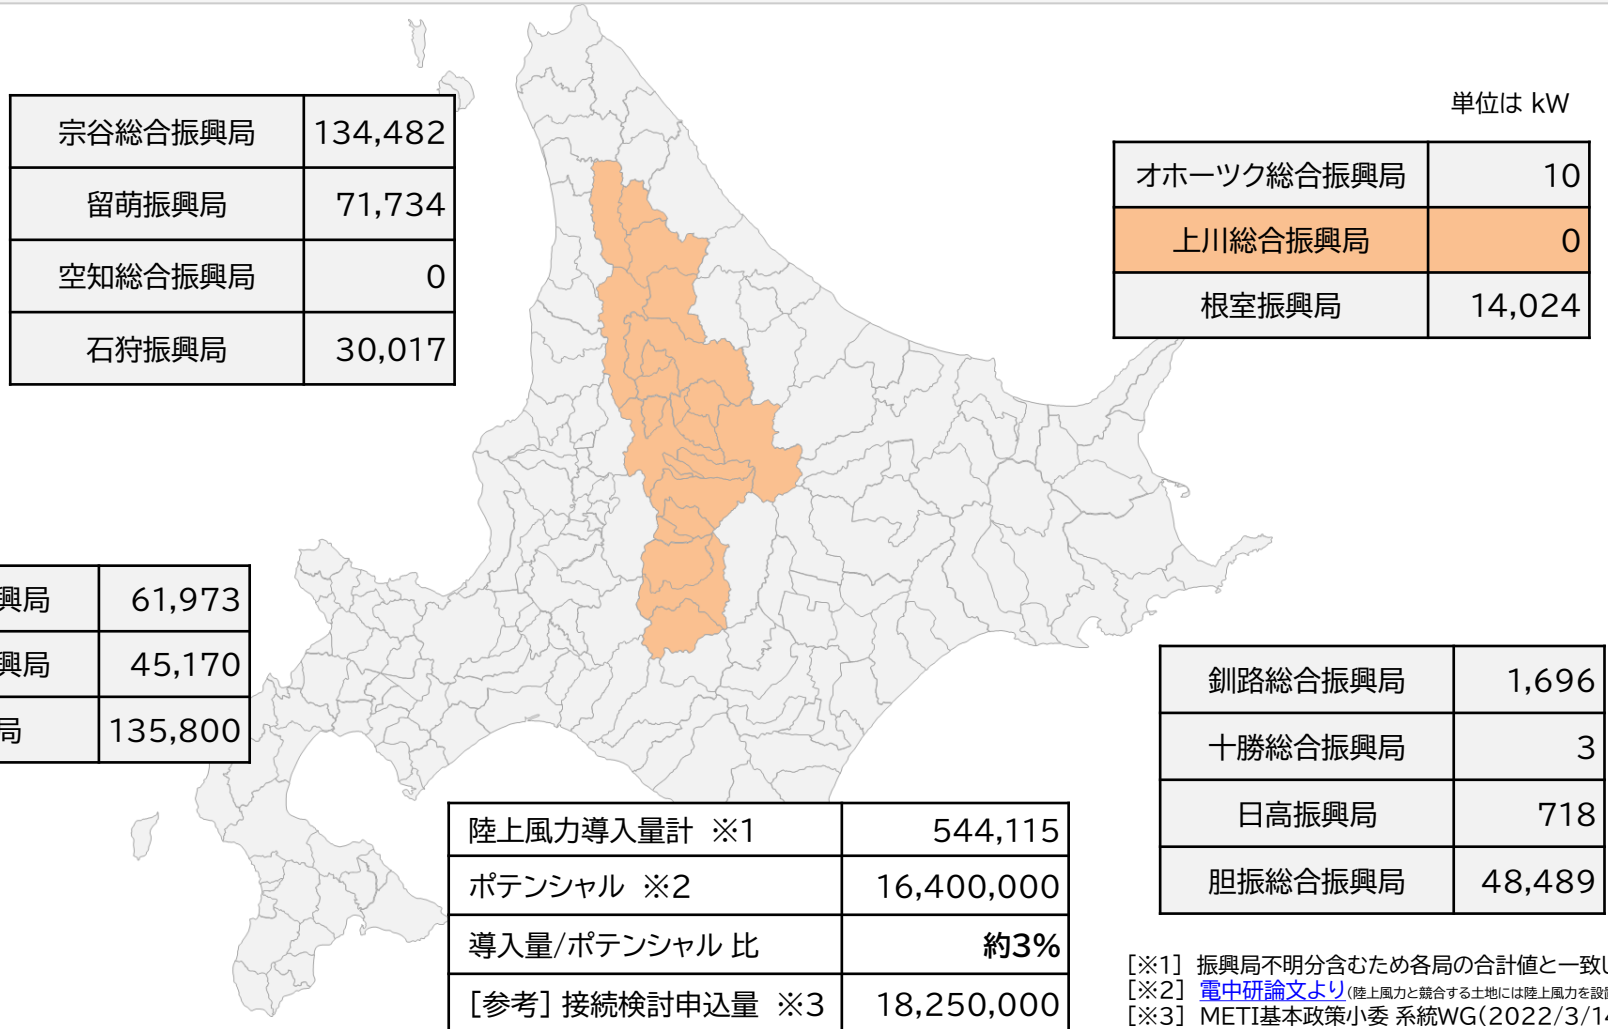 単位は kW
宗谷総合振興局 134,482
留萌振興局 71,734
空知総合振興局 0
石狩振興局 30,017
オホーツク総合振興局 10
上川総合振興局 0
根室振興局 14,024
興局 61,973
興局 45,170
局 135,800
釧路総合振興局 1,696
十勝総合振興局 3
日高振興局 718
胆振総合振興局 48,489
陸上風力導入量計 ※1 544,115
ポテンシャル ※2 16,400,000
導入量/ポテンシャル 比 約3%
[参考] 接続検討申込量 ※3 18,250,000
[※1] 振興局不明分含むため各局の合計値と一致し
[※2] 電中研論文より(陸上風力と競合する土地には陸上風力を設置
[※3] METI基本政策小委 系統WG(2022/3/14